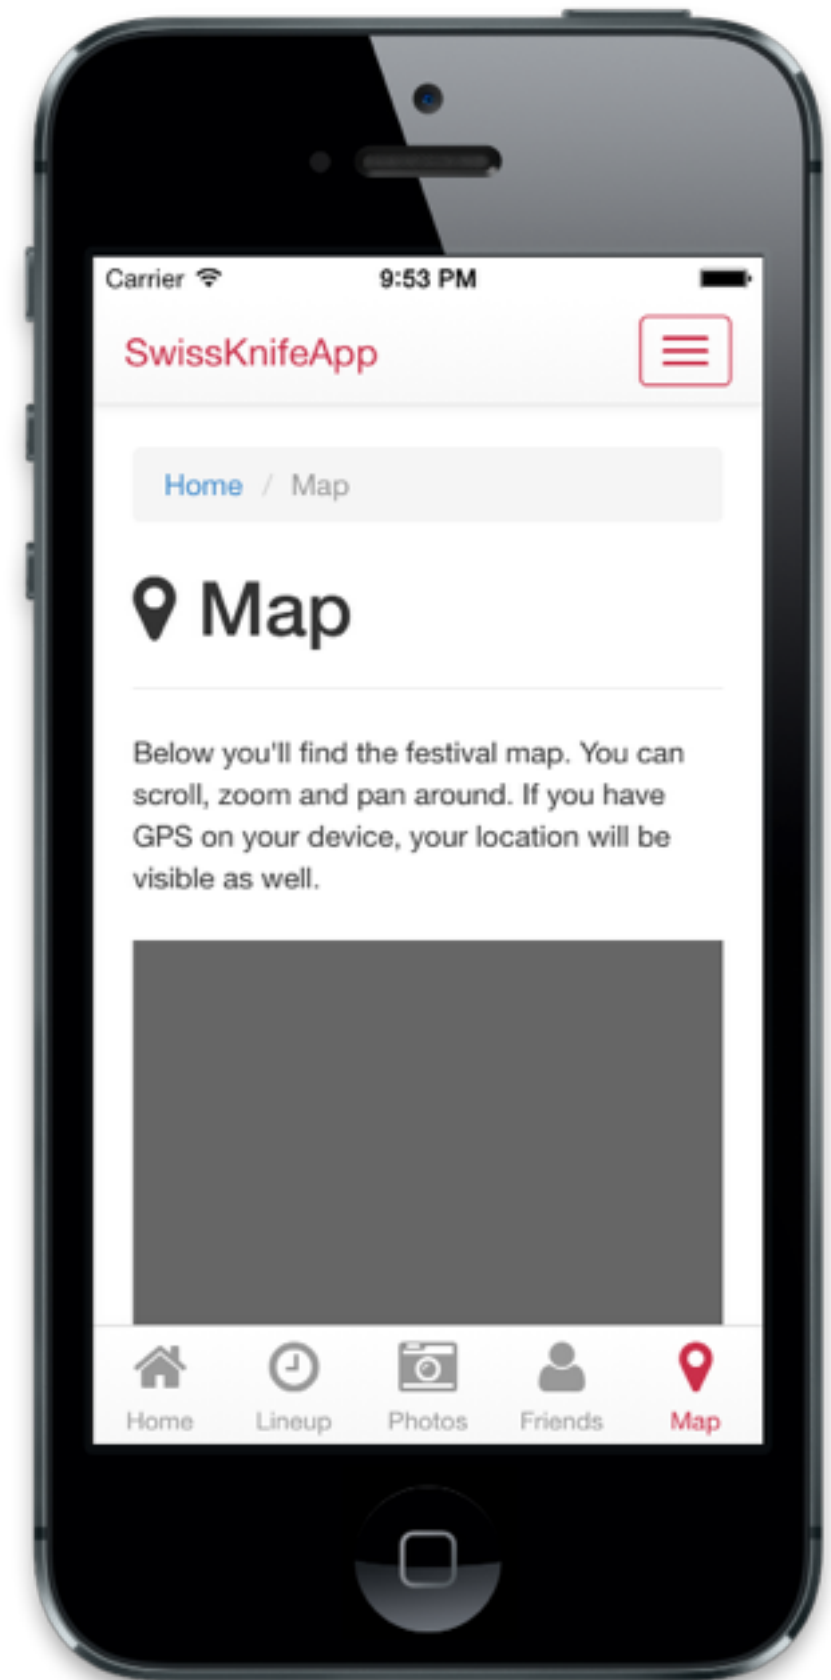 Carrier 9:53 PM
SwissKnifeApp
Home / Map
Map
Below you'll find the festival map. You can
scroll, zoom and pan around. If you have
GPS on your device, your location will be
visible as well.
Home Lineup Photos Friends Map